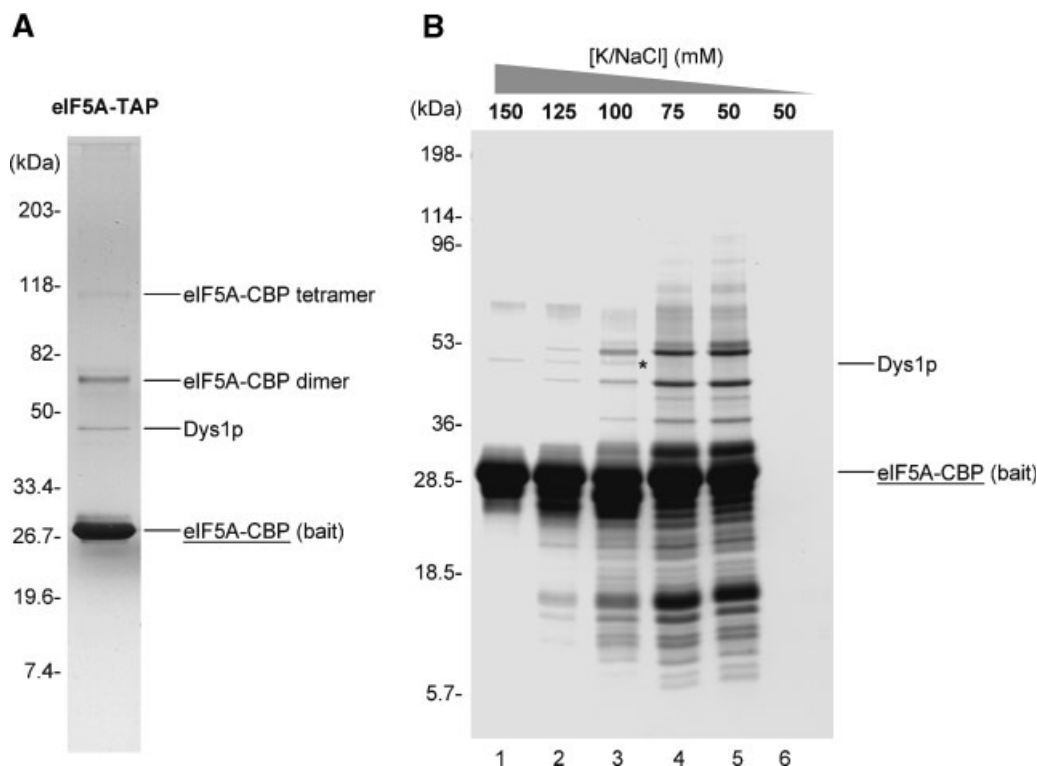 A
eIF5A-TAP
(kDa)
203-
118-
82-
50-
33.4-
26.7-
19.6-
7.4-
eIF5A-CBP tetramer
eIF5A-CBP dimer
Dys1p
eIF5A-CBP (bait)
B
[K/NaCl] (mM)
(kDa) 150 125 100 75 50 50
198-
114-
96-
53-
36-
28.5-
18.5-
5.7-
*
Dys1p
eIF5A-CBP (bait)
1 2 3 4 5 6